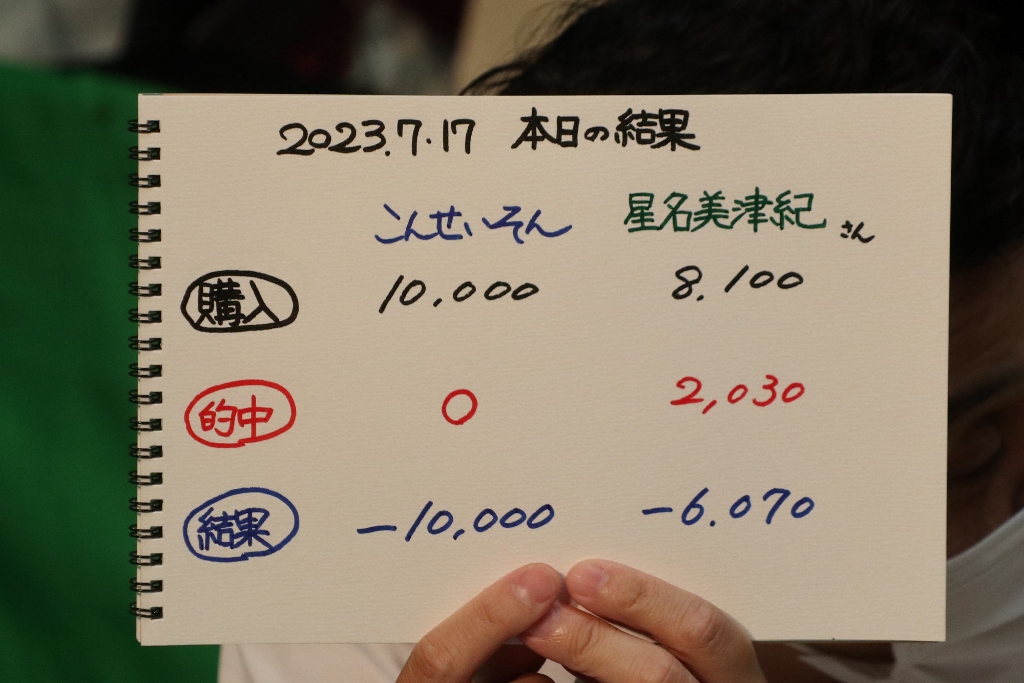 2023.7.17 本日の結果
こんせいそん 星名美津紀さん
購入 10,000 8.100
的中 0 2,030
結果 -10,000 -6.070